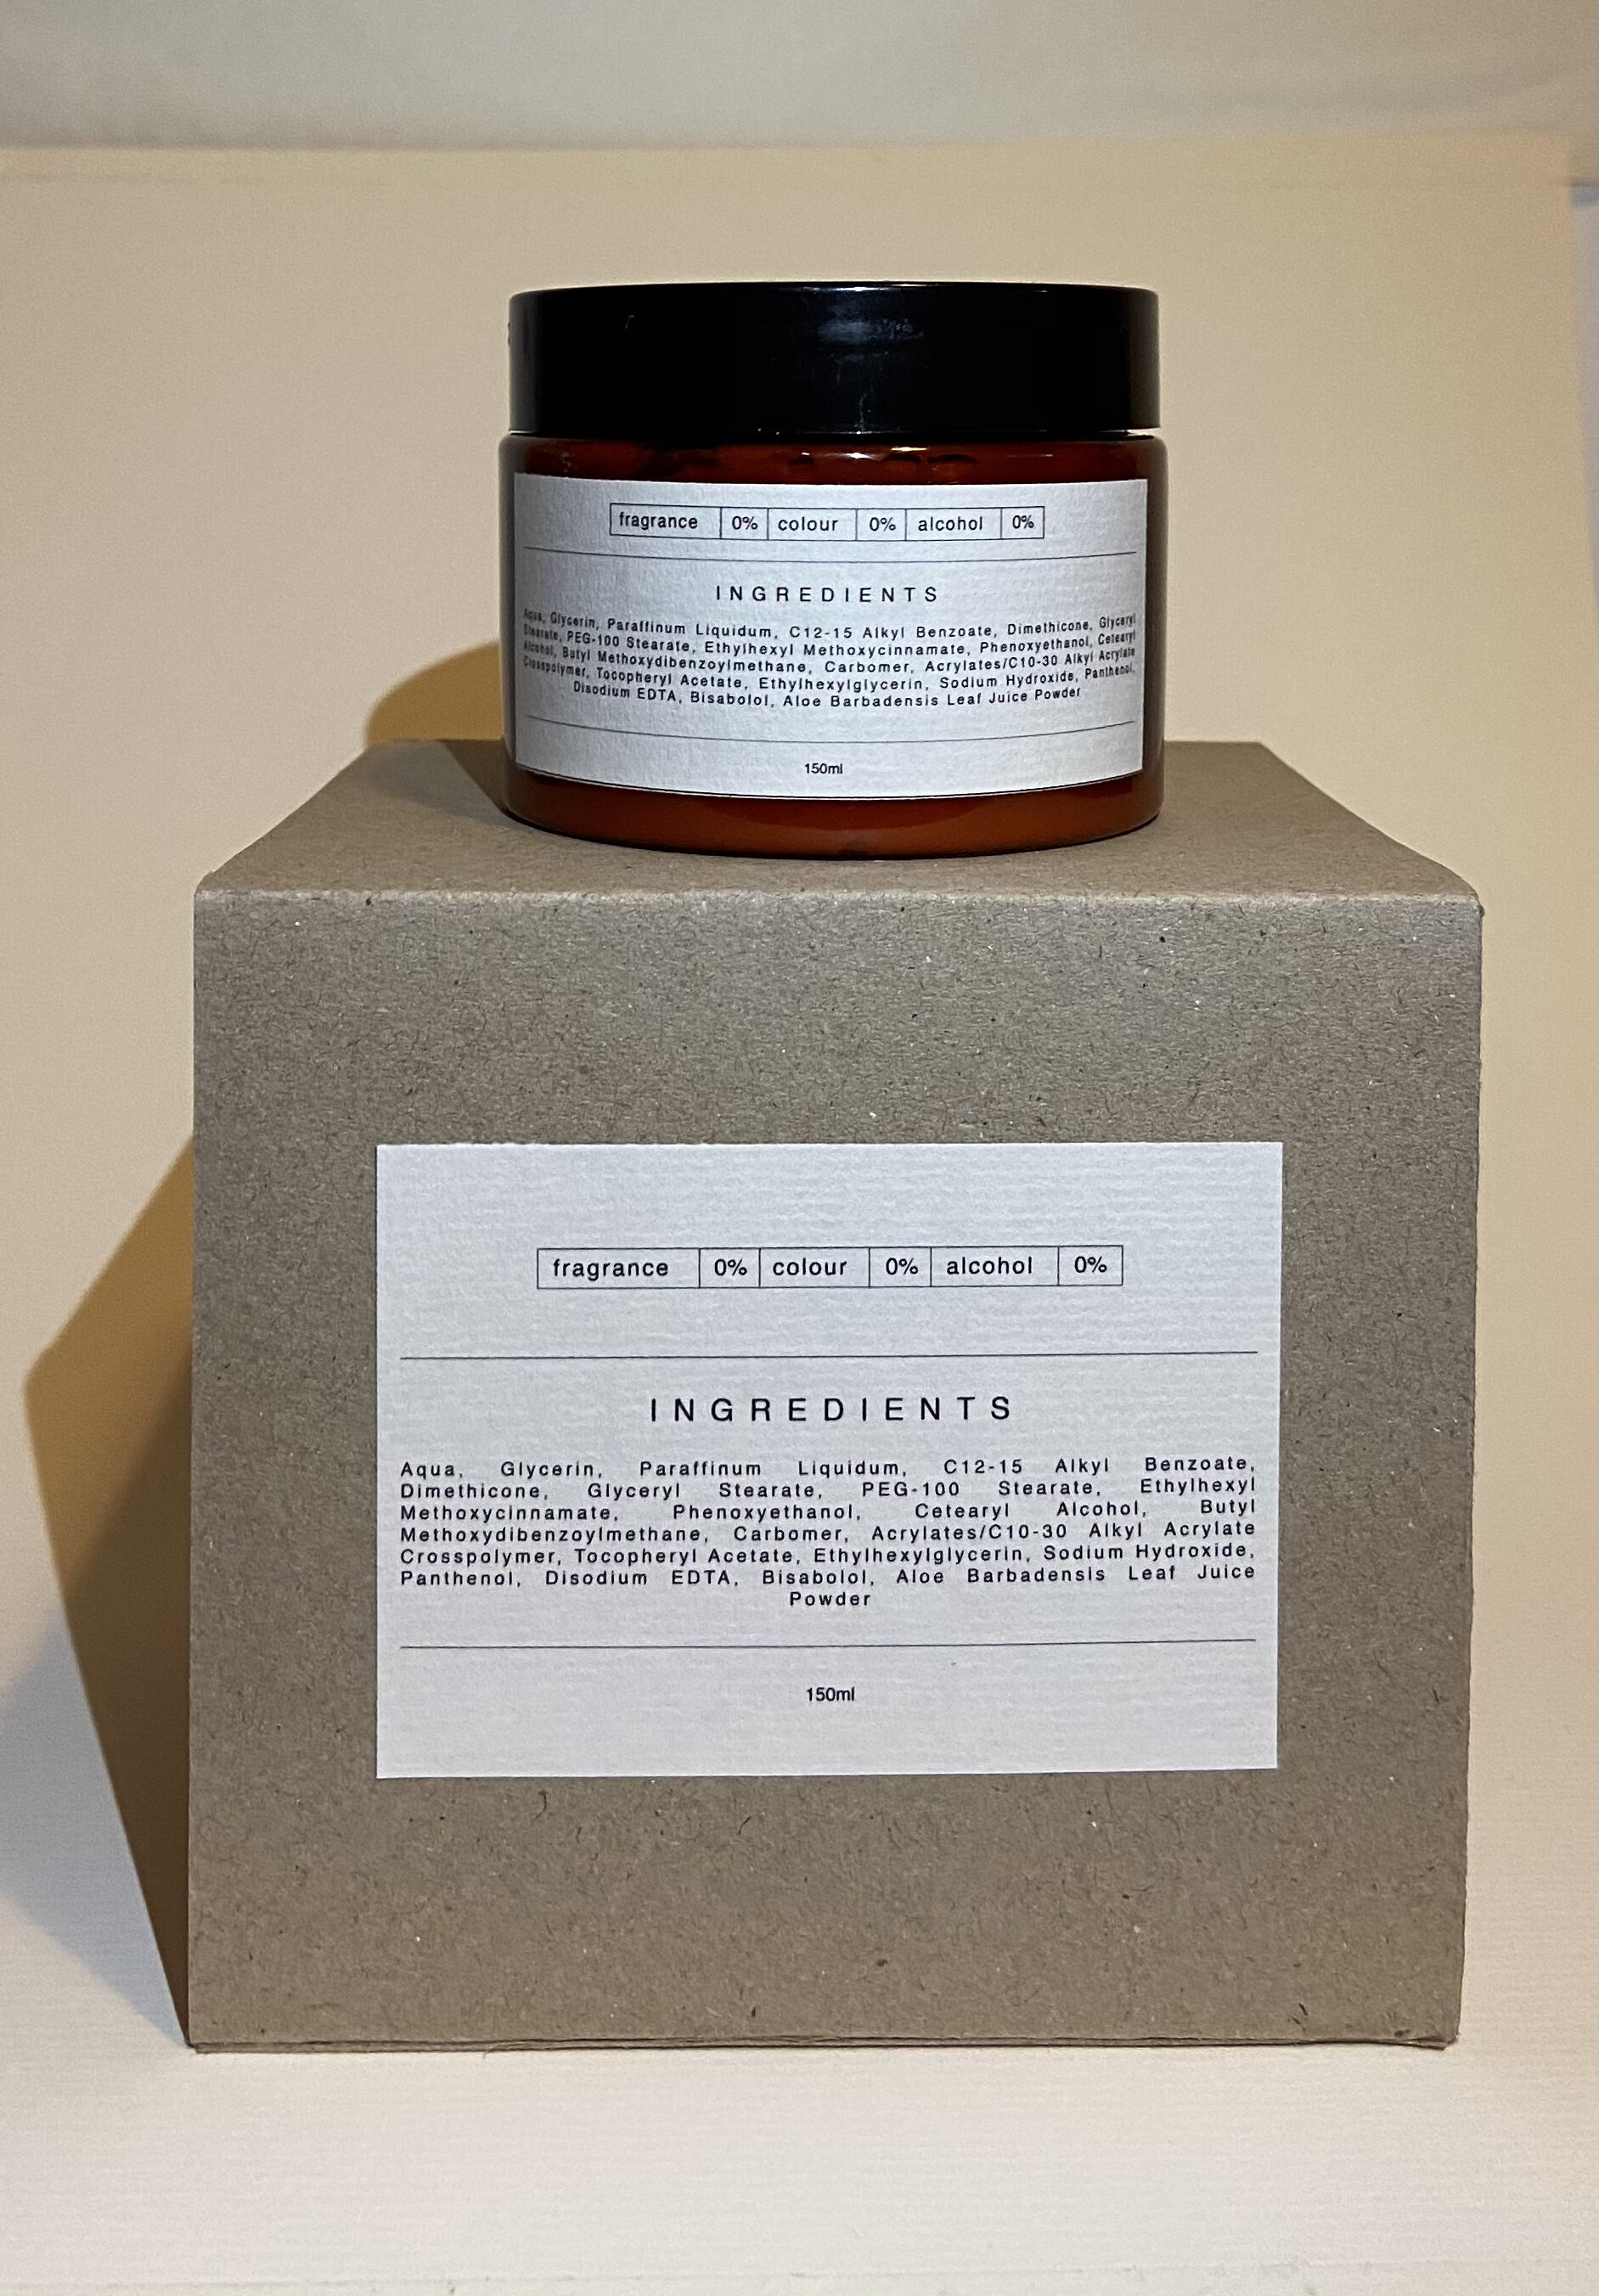 fragrance 0% colour 0% alcohol 0%
INGREDIENTS
Aqua, Glycerin, Paraffinum Liquidum, C12-15 Alkyl Benzoate, Dimethicone, Glyceryl
Stearate, PEG-100 Stearate, Ethylhexyl Methoxycinnamate, Phenoxyethanol, Cetearyl
Alcohol, Butyl Methoxydibenzoylmethane, Carbomer, Acrylates/C10-30 Alkyl Acrylate
Crosspolymer, Tocopheryl Acetate, Ethylhexylglycerin, Sodium Hydroxide, Panthenol,
Disodium EDTA, Bisabolol, Aloe Barbadensis Leaf Juice Powder
150ml
fragrance 0% colour 0% alcohol 0%
INGREDIENTS
Aqua, Glycerin, Paraffinum Liquidum, C12-15 Alkyl Benzoate,
Dimethicone, Glyceryl Stearate, PEG-100 Stearate, Ethylhexyl
Methoxycinnamate, Phenoxyethanol, Cetearyl Alcohol, Butyl
Methoxydibenzoylmethane, Carbomer, Acrylates/C10-30 Alkyl Acrylate
Crosspolymer, Tocopheryl Acetate, Ethylhexylglycerin, Sodium Hydroxide,
Panthenol, Disodium EDTA, Bisabolol, Aloe Barbadensis Leaf Juice
Powder
150ml